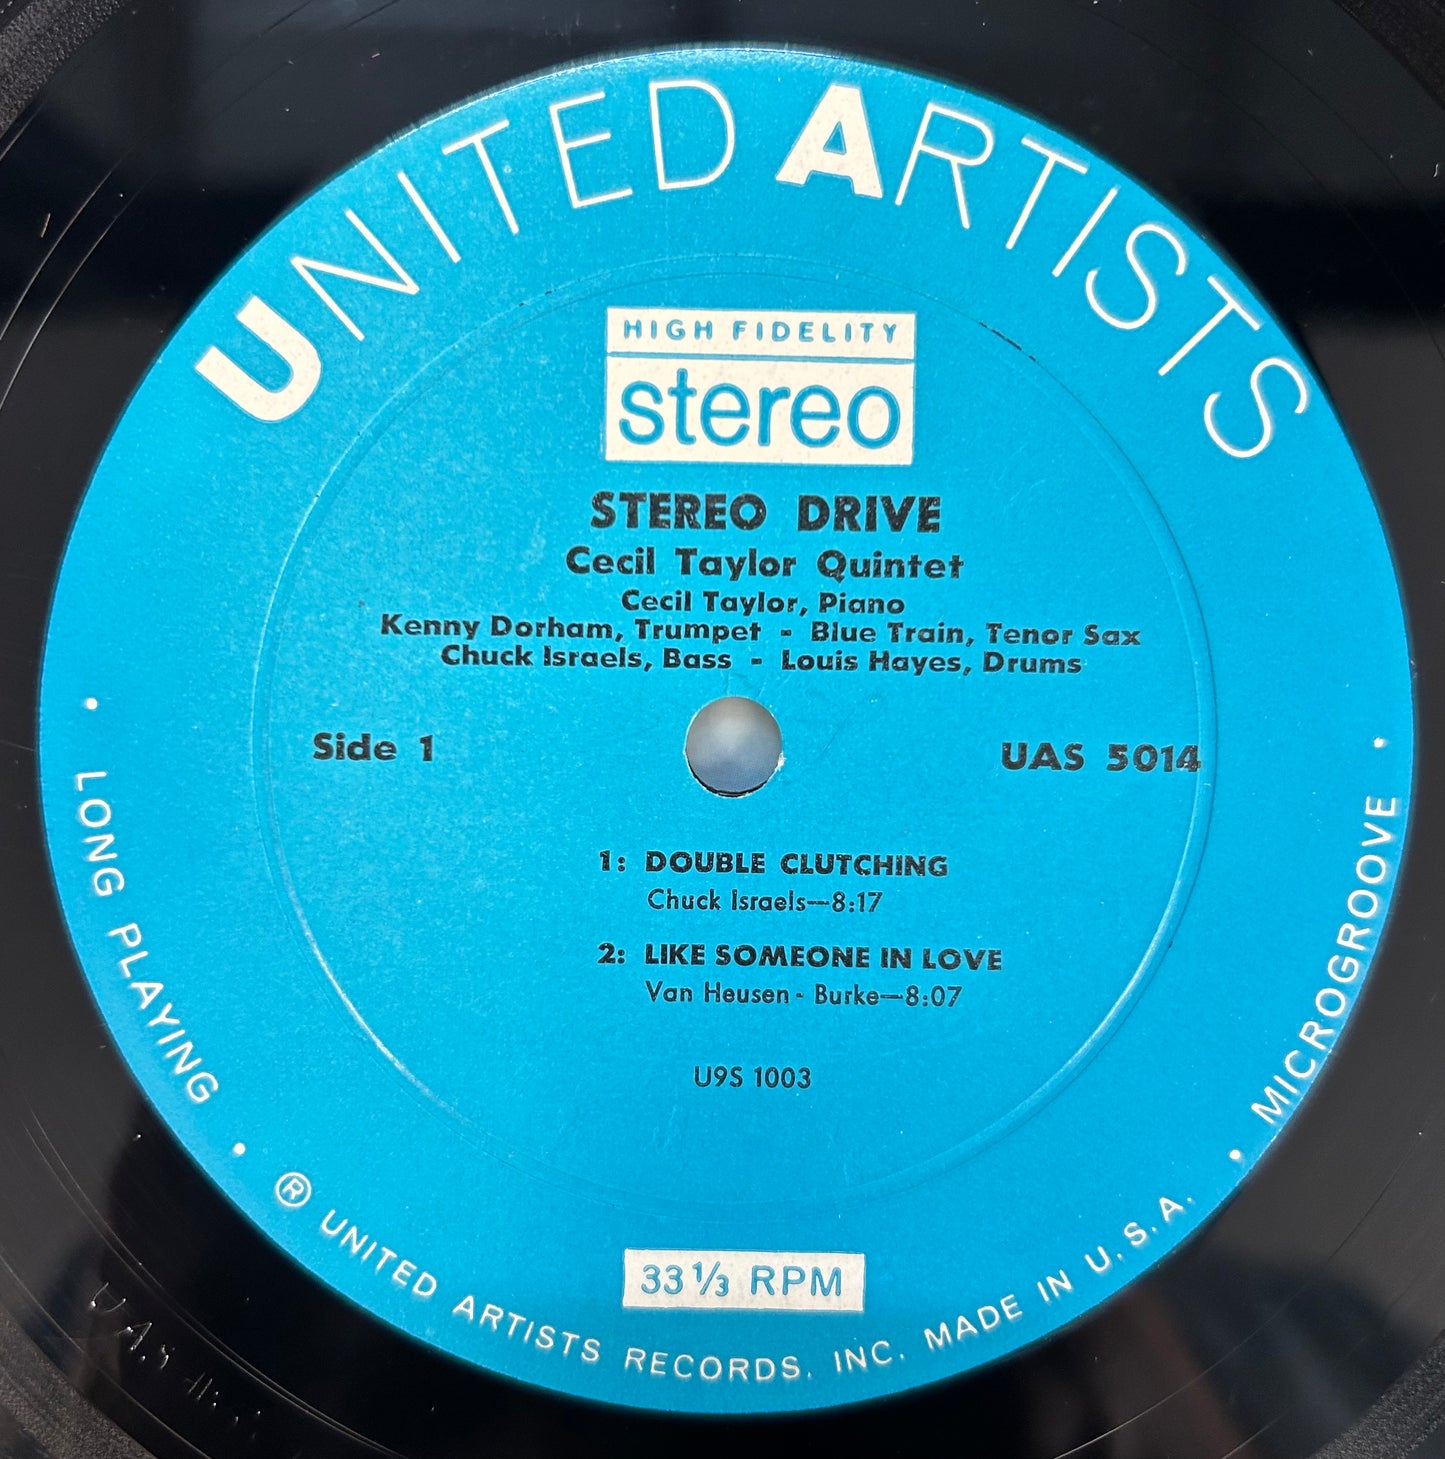 UNITED ARTISTS
HIGH FIDELITY
stereo
STEREO DRIVE
Cecil Taylor Quintet
Cecil Taylor, Piano
Kenny Dorham, Trumpet - Blue Train, Tenor Sax
Chuck Israels, Bass - Louis Hayes, Drums
Side 1
UAS 5014
1: DOUBLE CLUTCHING
Chuck Israels—8:17
2: LIKE SOMEONE IN LOVE
Van Heusen - Burke—8:07
U9S 1003
33 1/3 RPM
• LONG PLAYING • ® UNITED ARTISTS RECORDS, INC. MADE IN U.S.A. • MICROGROOVE •